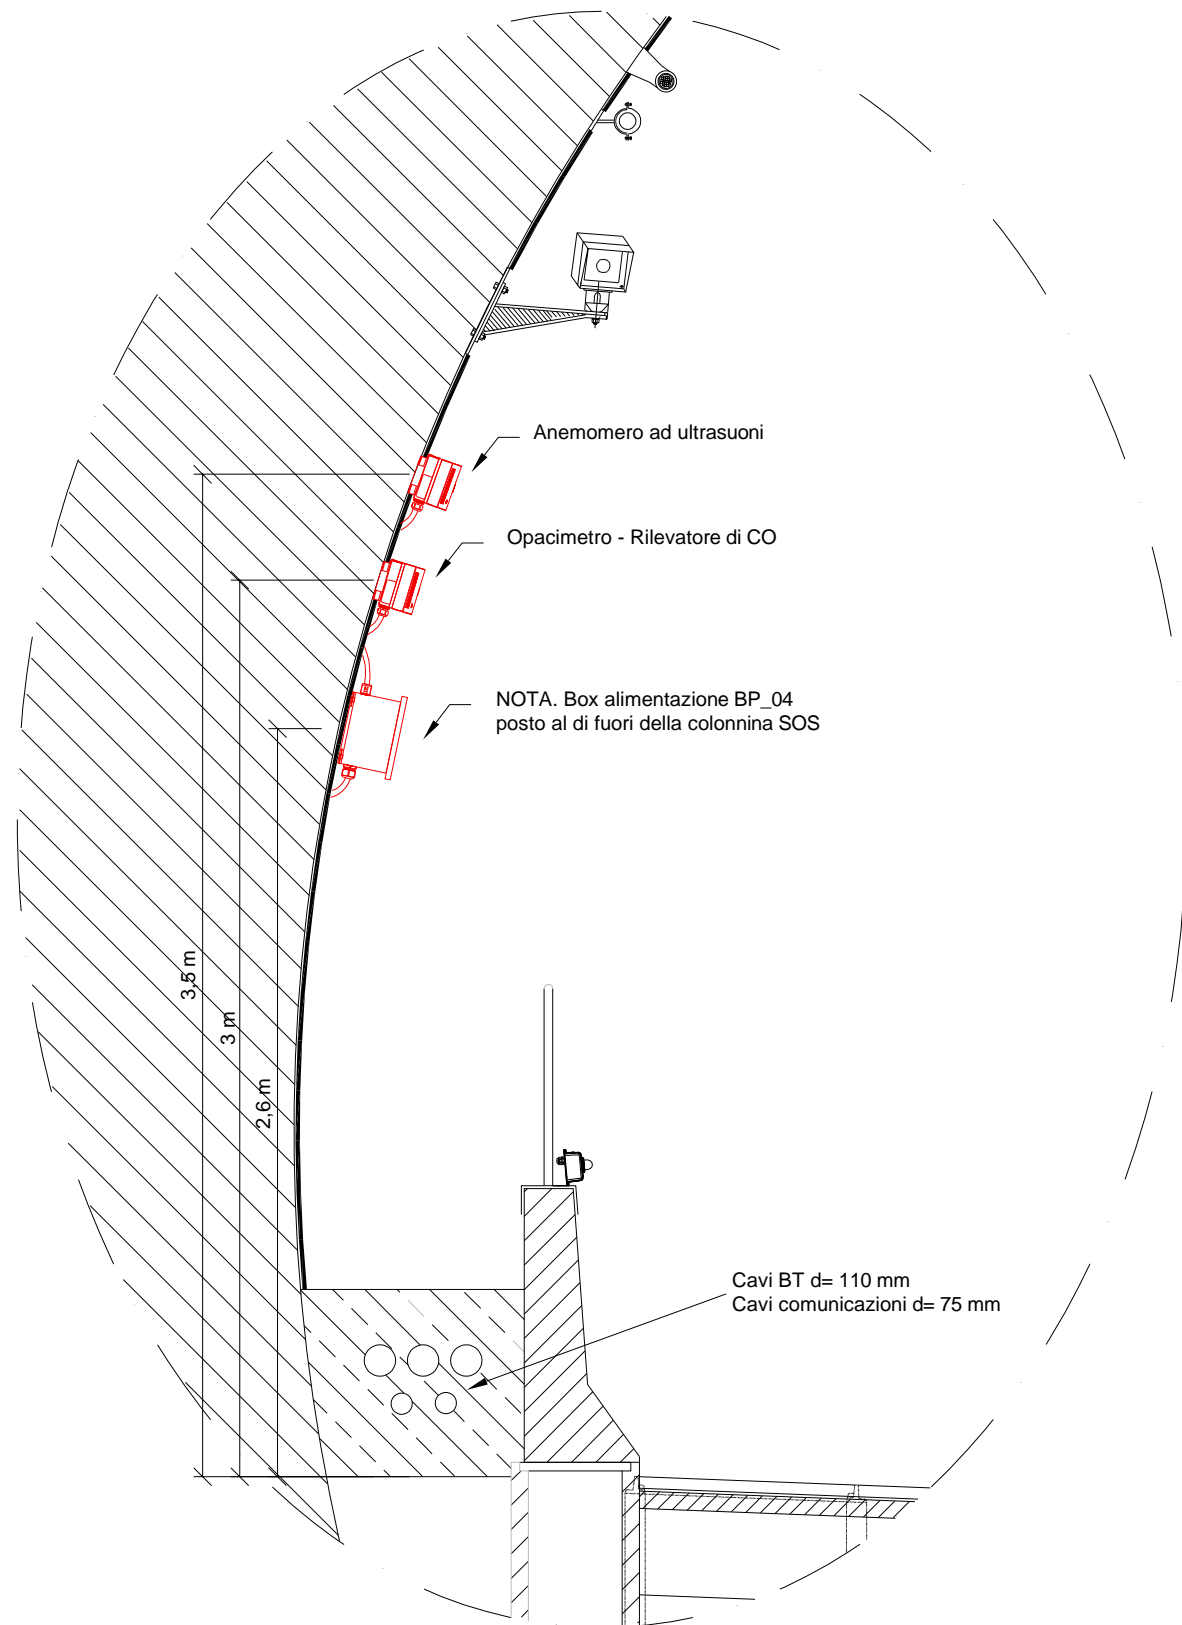 Anemomero ad ultrasuoni
Opacimetro - Rilevatore di CO
NOTA. Box alimentazione BP_04
posto al di fuori della colonnina SOS
3,5 m
3 m
2,6 m
Cavi BT d= 110 mm
Cavi comunicazioni d= 75 mm